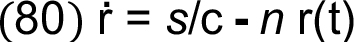 (80) ṙ = s/c - n r(t)